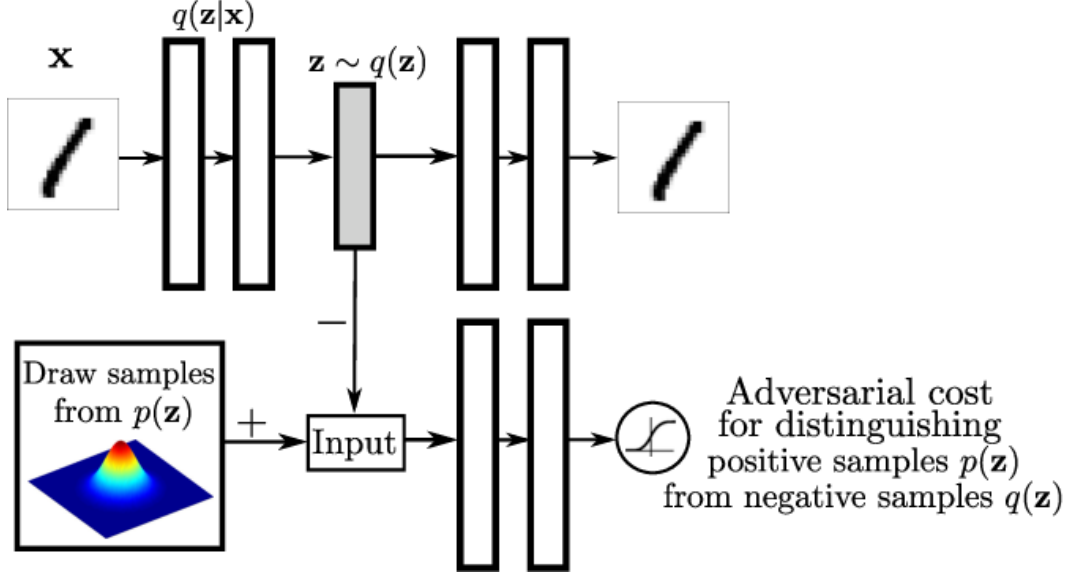 q(z|x)
x
z ∼ q(z)
−
Draw samples
from p(z)
+
Input
Adversarial cost
for distinguishing
positive samples p(z)
from negative samples q(z)